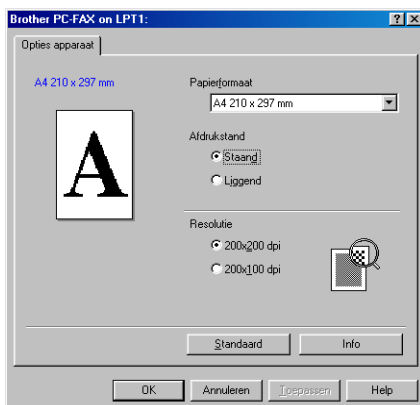 Brother PC-FAX on LPT1:
Opties apparaat
A4 210 x 297 mm
A
Papierformaat
A4 210 x 297 mm
Afdrukstand
Staand
Liggend
Resolutie
200x200 dpi
200x100 dpi
Standaard Info
OK Annuleren Toepassen Help